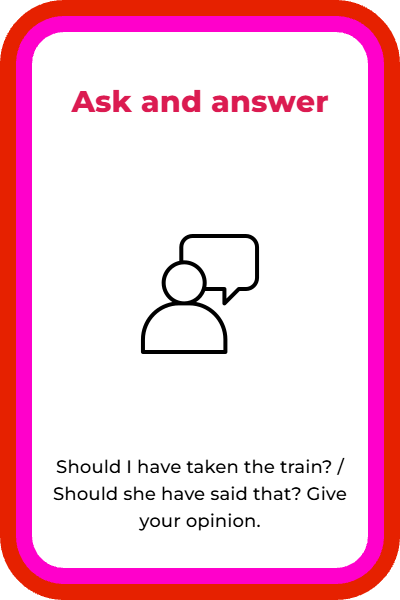 Ask and answer
Should I have taken the train? /
Should she have said that? Give
your opinion.